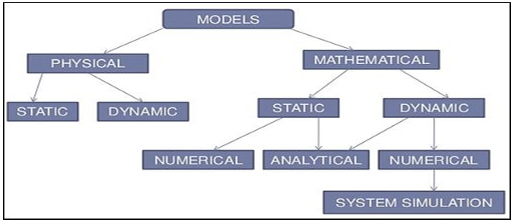 MODELS
PHYSICAL
MATHEMATICAL
STATIC
DYNAMIC
STATIC
DYNAMIC
NUMERICAL
ANALYTICAL
NUMERICAL
SYSTEM SIMULATION